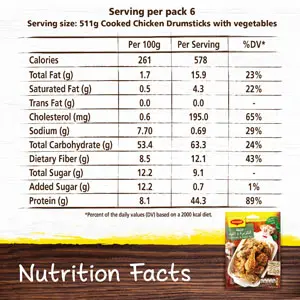 Serving per pack 6
Serving size: 511g Cooked Chicken Drumsticks with vegetables
Per 100g Per Serving %DV*
Calories 261 578
Total Fat (g) 1.7 15.9 23%
Saturated Fat (g) 0.5 4.3 22%
Trans Fat (g) 0.0 0.0 -
Cholesterol (mg) 0.6 195.0 65%
Sodium (g) 7.70 0.69 29%
Total Carbohydrate (g) 53.4 63.3 24%
Dietary Fiber (g) 8.5 12.1 43%
Total Sugar (g) 12.2 9.1 -
Added Sugar (g) 12.2 0.7 1%
Protein (g) 8.1 44.3 89%
*Percent of the daily values (DV) based on a 2000 kcal diet.
MAGGI
Nutrition Facts